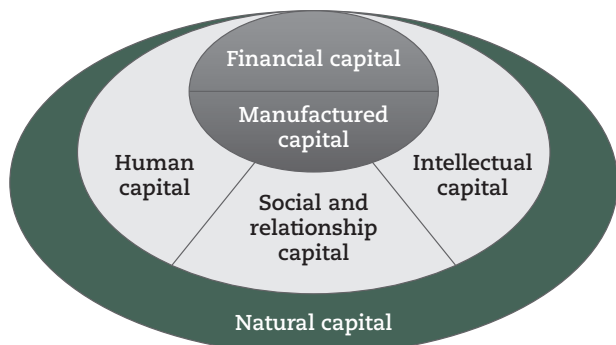 Financial capital
Manufactured
capital
Human
capital
Intellectual
capital
Social and
relationship
capital
Natural capital